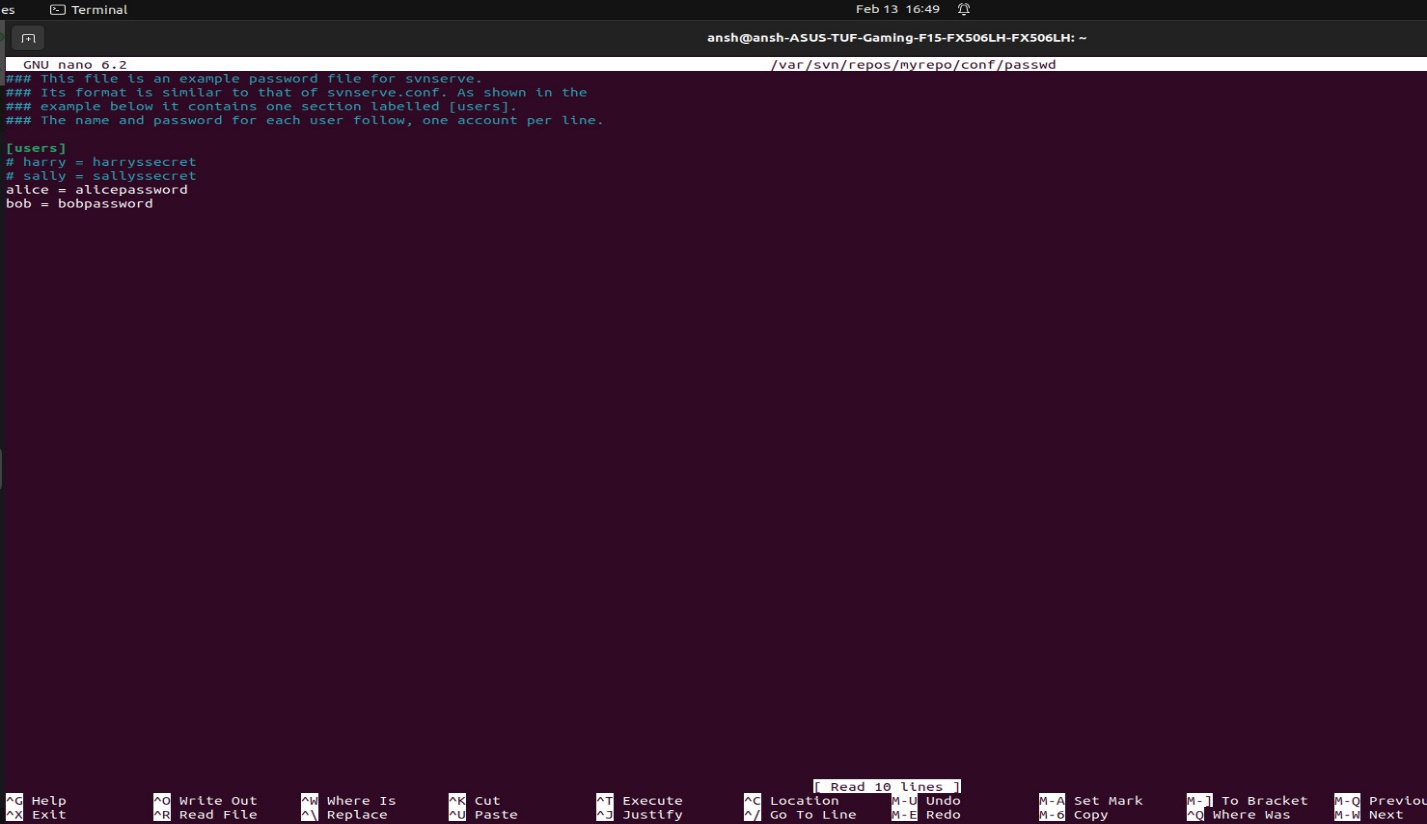 es Terminal Feb 13 16:49
ansh@ansh-ASUS-TUF-Gaming-F15-FX506LH-FX506LH: ~
GNU nano 6.2 /var/svn/repos/myrepo/conf/passwd
### This file is an example password file for svnserve.
### Its format is similar to that of svnserve.conf. As shown in the
### example below it contains one section labelled [users].
### The name and password for each user follow, one account per line.
[users]
# harry = harryssecret
# sally = sallyssecret
alice = alicepassword
bob = bobpassword
[ Read 10 lines ]
^G Help ^O Write Out ^W Where Is ^K Cut ^T Execute ^C Location M-U Undo M-A Set Mark M-] To Bracket M-Q Previou
^X Exit ^R Read File ^\ Replace ^U Paste ^J Justify ^/ Go To Line M-E Redo M-6 Copy ^Q Where Was M-W Next